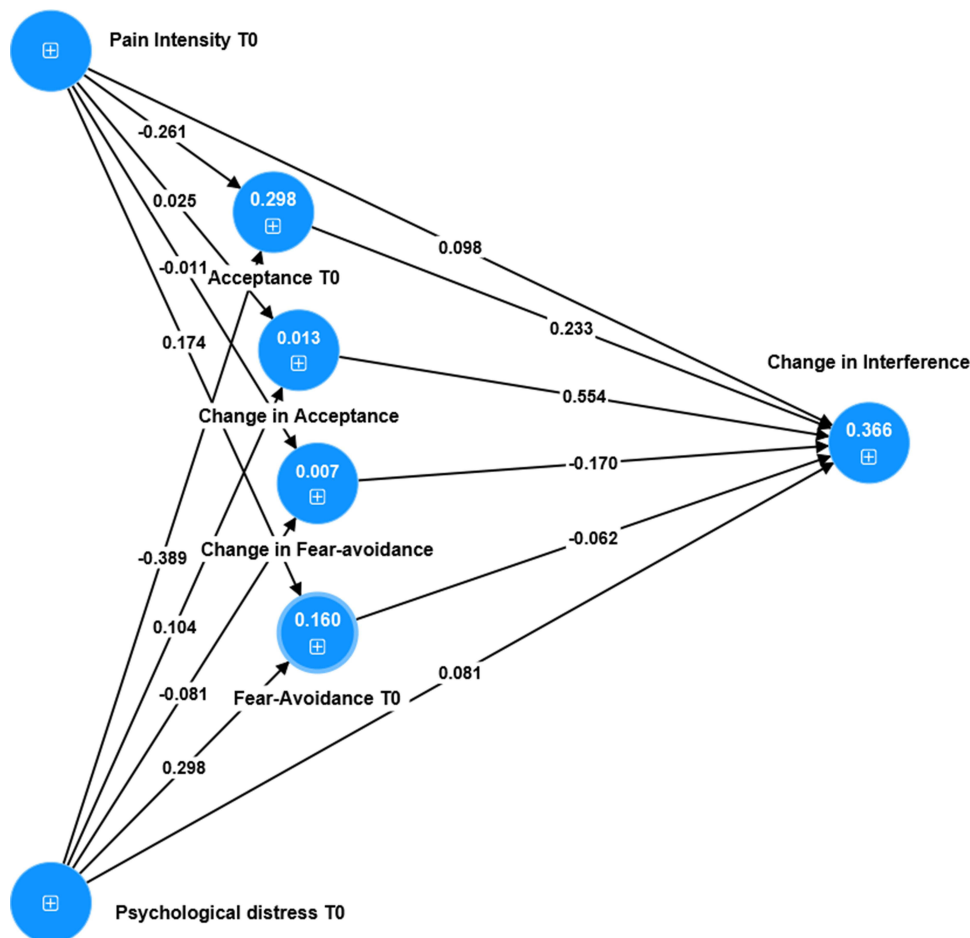 Pain Intensity T0
-0.261
0.025
0.298
-0.011
0.098
Acceptance T0
0.174
0.233
0.013
Change in Interference
0.554
Change in Acceptance
0.366
0.007
-0.170
-0.389
Change in Fear-avoidance
-0.062
0.104
0.160
-0.081
Fear-Avoidance T0
0.081
0.298
Psychological distress T0